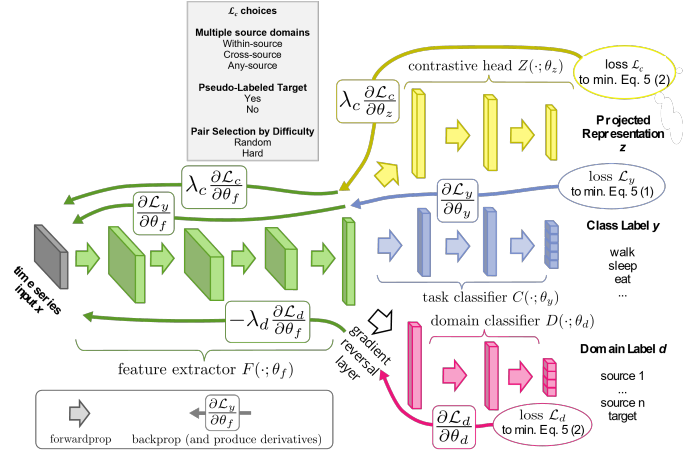 ℒc choices
Multiple source domains
Within-source
Cross-source
Any-source
Pseudo-Labeled Target
Yes
No
Pair Selection by Difficulty
Random
Hard
contrastive head Z(·;θz)
loss ℒc
to min. Eq. 5 (2)
λc ∂ℒc/∂θz
Projected
Representation
z
λc ∂ℒc/∂θf
∂ℒy/∂θf
∂ℒy/∂θy
loss ℒy
to min. Eq. 5 (1)
Class Label y
walk
sleep
eat
...
time series
input x
task classifier C(·;θy)
−λd ∂ℒd/∂θf
gradient
reversal
layer
domain classifier D(·;θd)
feature extractor F(·;θf)
Domain Label d
source 1
...
source n
target
∂ℒd/∂θd
loss ℒd
to min. Eq. 5 (2)
∂ℒy/∂θf
forwardprop
backprop (and produce derivatives)